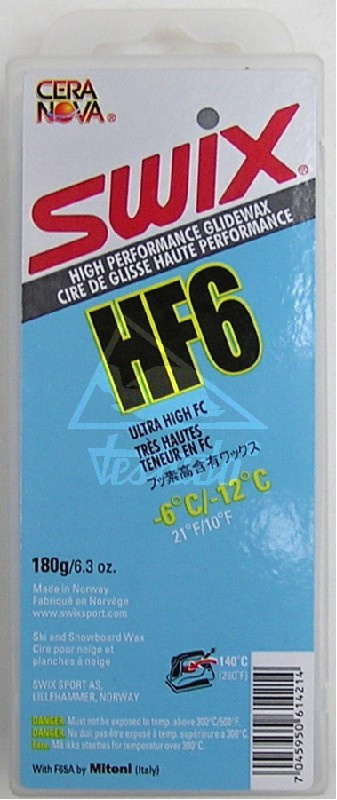 CERA
NOVA®
SWIX®
HIGH PERFORMANCE GLIDEWAX
CIRE DE GLISSE HAUTE PERFORMANCE
HF6
ULTRA HIGH FC
TRÈS HAUTES
TENEUR EN FC
フッ素高含有ワックス
-6°C/-12°C
21°F/10°F
180g/6.3 oz.
Made in Norway
Fabriqué en Norvège
www.swixsport.com
Ski and Snowboard Wax
Cire pour neige et
planches à neige
140°C
SWIX SPORT AS,
LILLEHAMMER, NORWAY
DANGER: Must not be exposed to temp. above 300°C/500°F.
DANGER: Ne doit pas être exposé à temp. supérieure a 300°C.
Fare: Må ikke utsettes for temperatur over 300°C.
With F6SA by Mitoni (Italy)
7 045950 614214